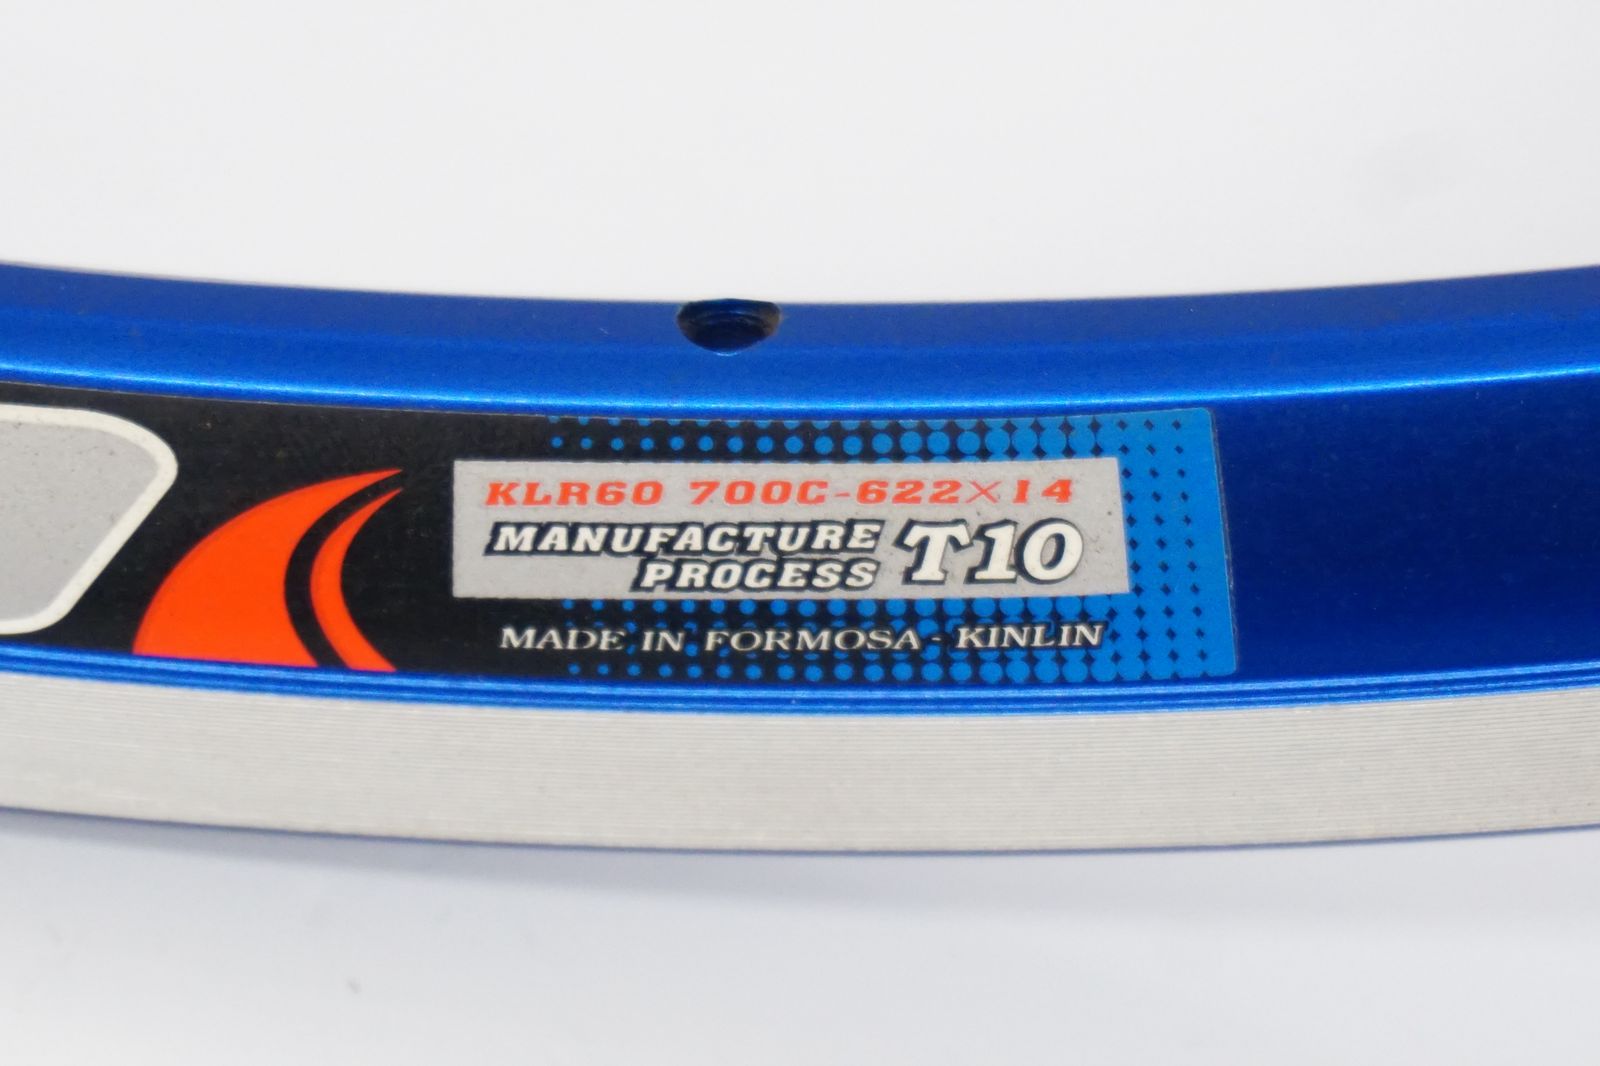 KLR60 700C-622×14
MANUFACTURE PROCESS T10
MADE IN FORMOSA - KINLIN